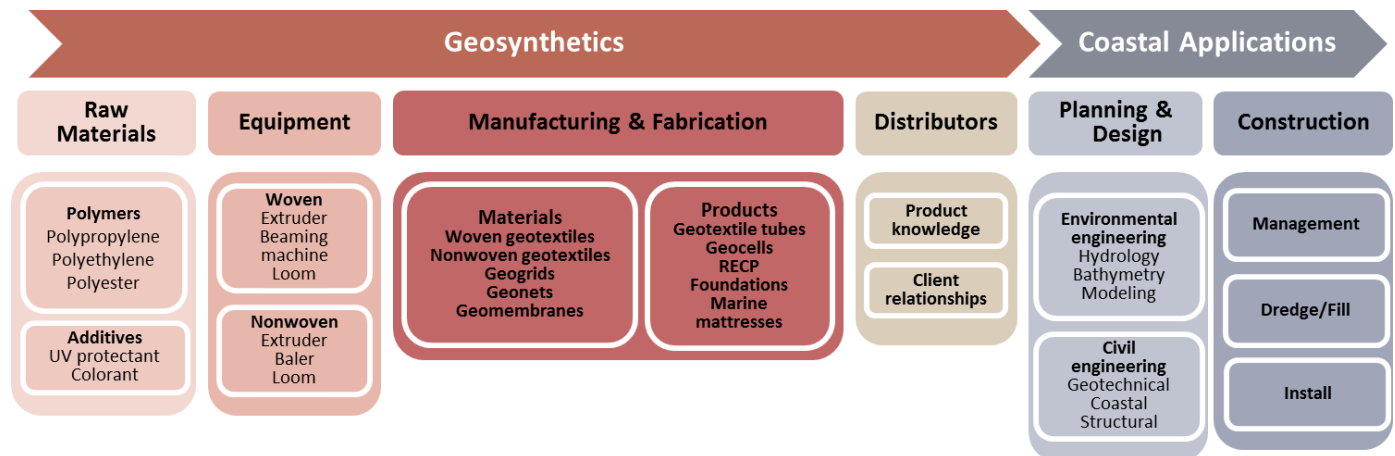 Geosynthetics
Coastal Applications
Raw
Materials
Equipment
Manufacturing & Fabrication
Distributors
Planning &
Design
Construction
Polymers
Polypropylene
Polyethylene
Polyester
Additives
UV protectant
Colorant
Woven
Extruder
Beaming
machine
Loom
Nonwoven
Extruder
Baler
Loom
Materials
Woven geotextiles
Nonwoven geotextiles
Geogrids
Geonets
Geomembranes
Products
Geotextile tubes
Geocells
RECP
Foundations
Marine
mattresses
Product
knowledge
Client
relationships
Environmental
engineering
Hydrology
Bathymetry
Modeling
Civil
engineering
Geotechnical
Coastal
Structural
Management
Dredge/Fill
Install